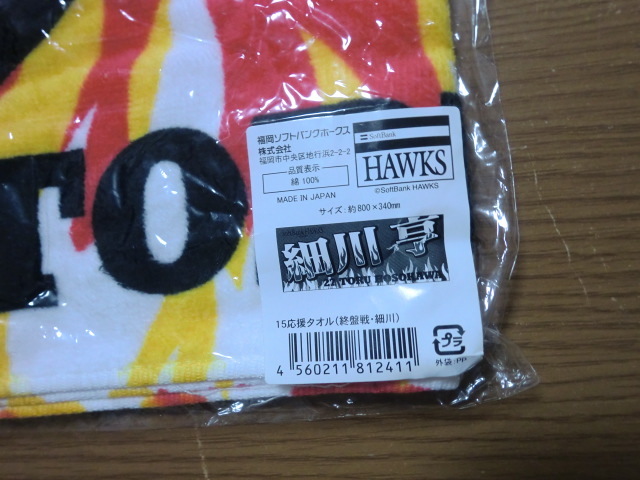 TO
福岡ソフトバンクホークス
株式会社
福岡市中央区地行浜2-2-2
品質表示
綿 100%
MADE IN JAPAN
SoftBank
HAWKS
©SoftBank HAWKS
サイズ:約800×340mm
細川 亨
27 TORU HOSOKAWA
15応援タオル(終盤戦・細川)
4 560211 812411
プラ
外袋:PP